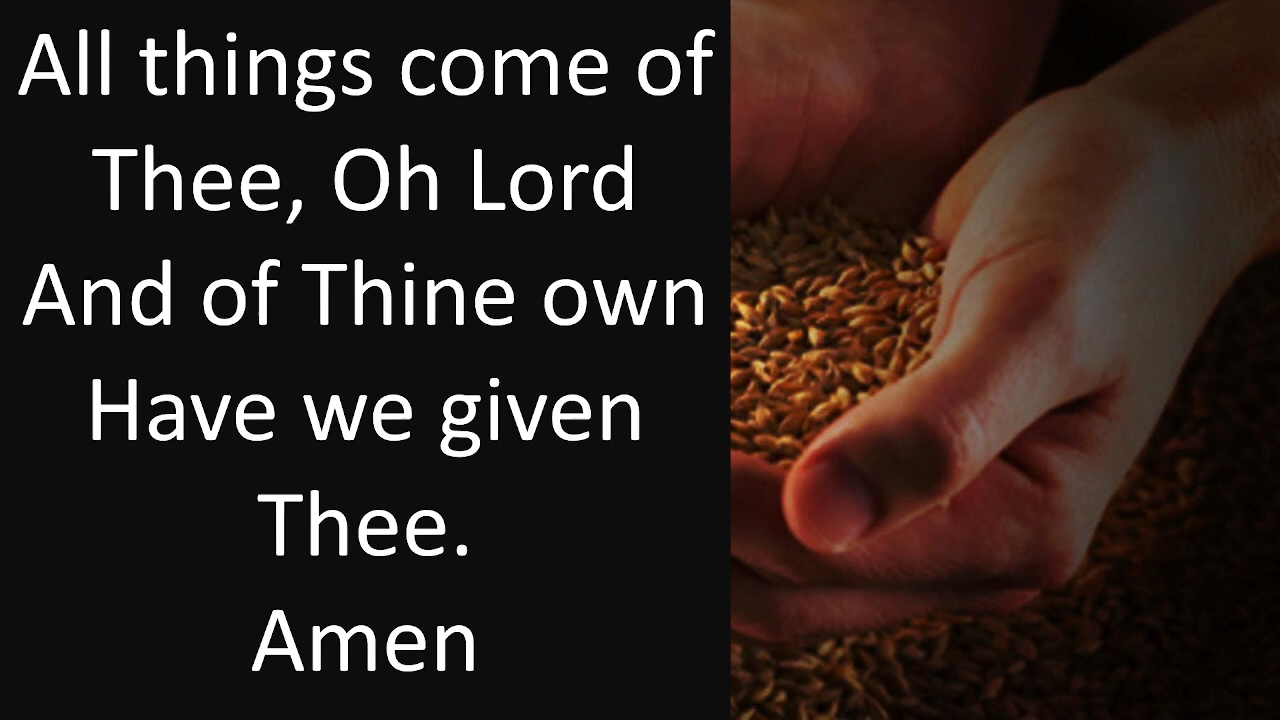 All things come of
Thee, Oh Lord
And of Thine own
Have we given
Thee.
Amen